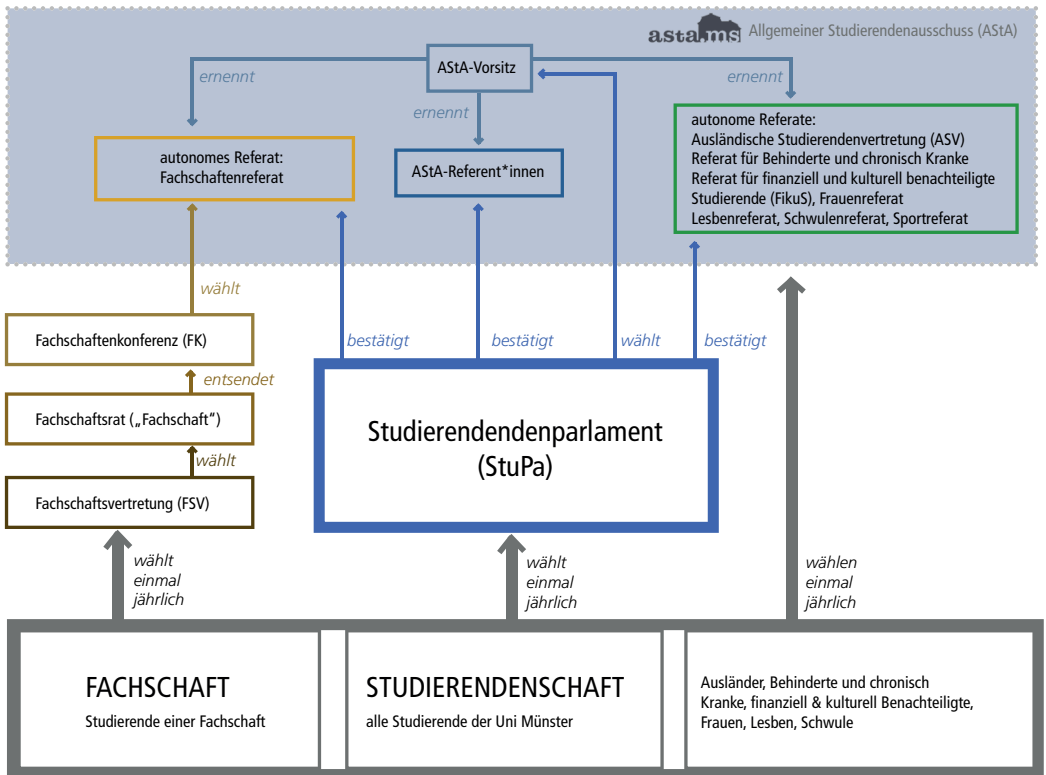 asta.ms Allgemeiner Studierendenausschuss (AStA)
AStA-Vorsitz
ernennt
ernennt
ernennt
autonomes Referat:
Fachschaftenreferat
AStA-Referent*innen
autonome Referate:
Ausländische Studierendenvertretung (ASV)
Referat für Behinderte und chronisch Kranke
Referat für finanziell und kulturell benachteiligte
Studierende (FikuS), Frauenreferat
Lesbenreferat, Schwulenreferat, Sportreferat
wählt
Fachschaftenkonferenz (FK)
entsendet
Fachschaftsrat („Fachschaft“)
wählt
Fachschaftsvertretung (FSV)
bestätigt
bestätigt
wählt
bestätigt
Studierendendenparlament
(StuPa)
wählt
einmal
jährlich
wählt
einmal
jährlich
wählen
einmal
jährlich
FACHSCHAFT
Studierende einer Fachschaft
STUDIERENDENSCHAFT
alle Studierende der Uni Münster
Ausländer, Behinderte und chronisch
Kranke, finanziell & kulturell Benachteiligte,
Frauen, Lesben, Schwule